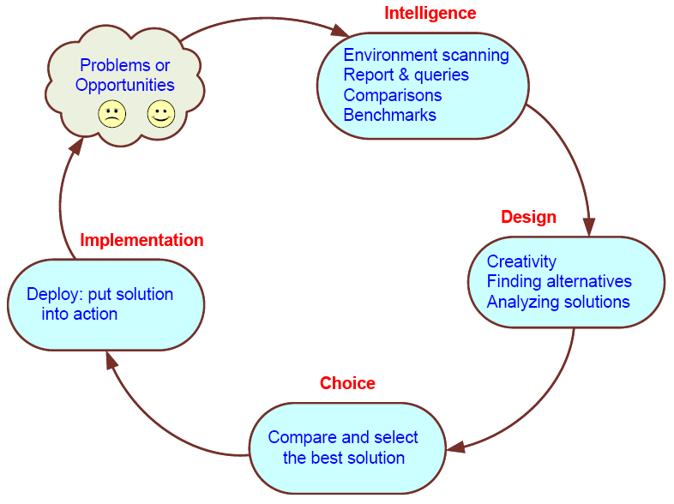 Intelligence
Problems or
Opportunities
Environment scanning
Report & queries
Comparisons
Benchmarks
Design
Creativity
Finding alternatives
Analyzing solutions
Choice
Compare and select
the best solution
Implementation
Deploy: put solution
into action